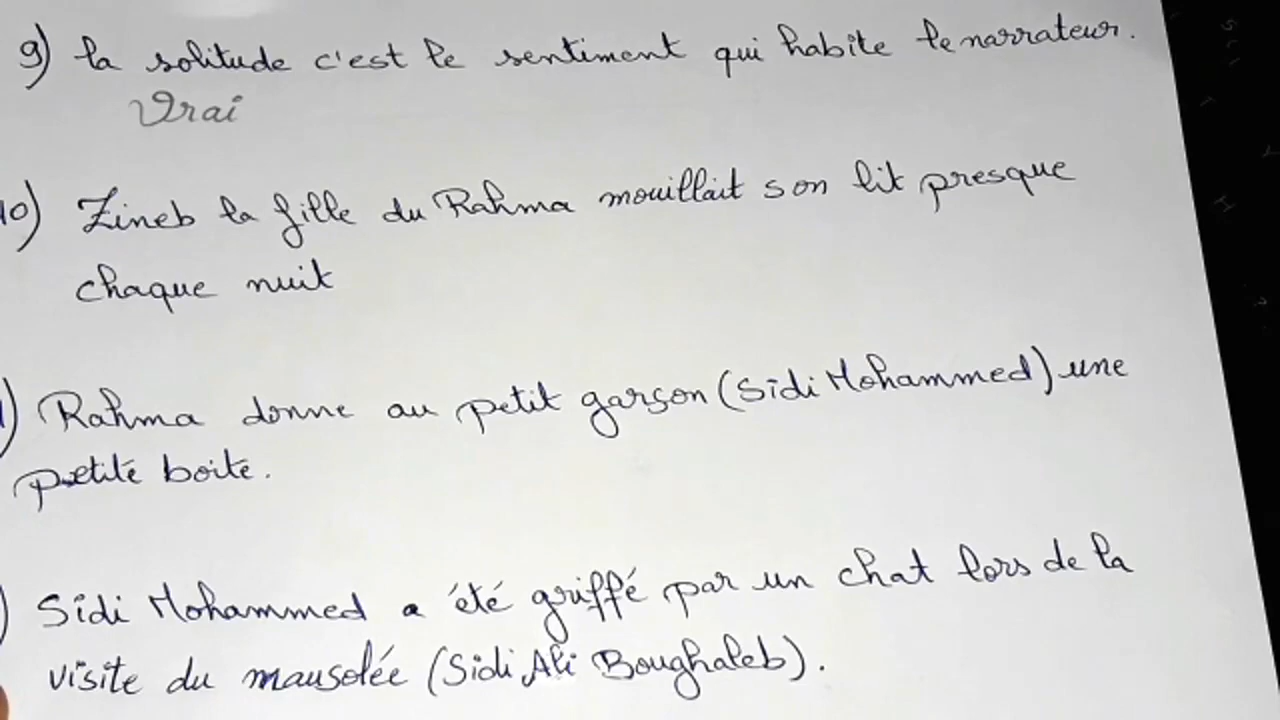 9) la solitude c'est le sentiment qui habite le narrateur.
Vrai
10) Zineb la fille du Rahma mouillait son lit presque
chaque nuit
) Rahma donne au petit garson (Sidi Mohammed) une
petite boite.
) Sidi Mohammed a été griffé par un chat lors de la
visite du mausolée (Sidi Ali Boughaleb).